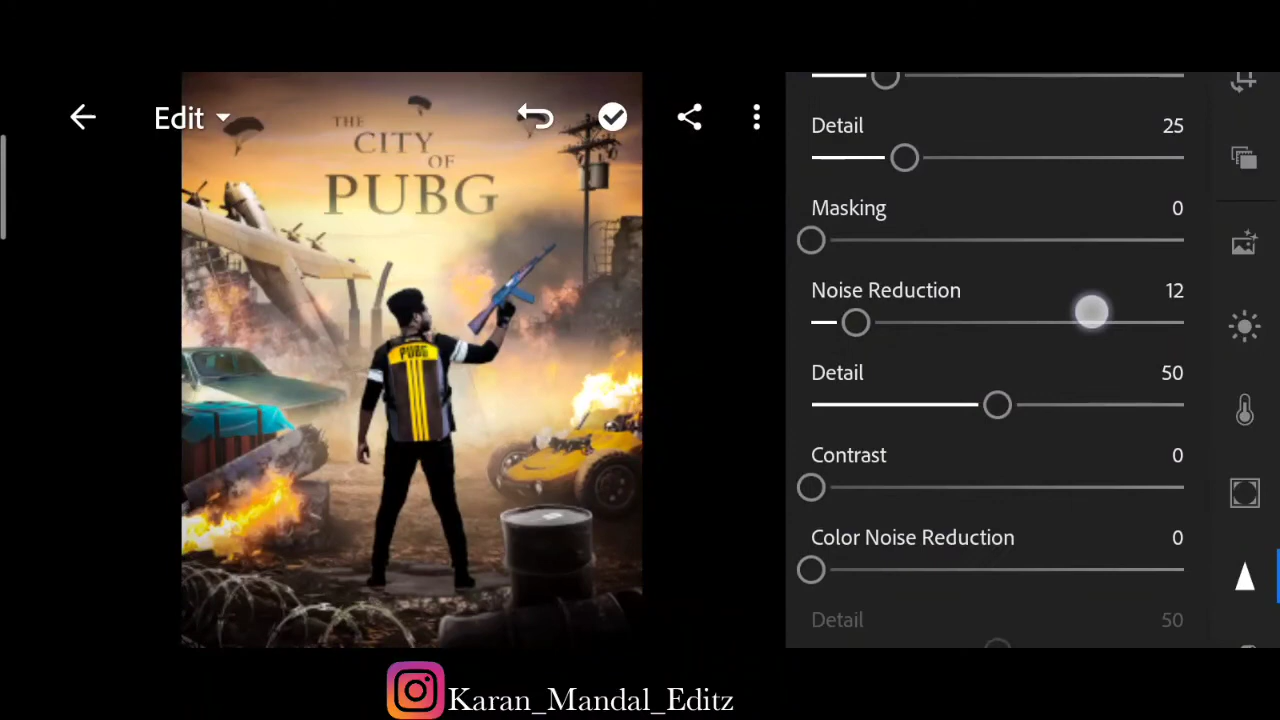 Edit
THE
CITY
OF
PUBG
PUBG
Detail 25
Masking 0
Noise Reduction 12
Detail 50
Contrast 0
Color Noise Reduction 0
Detail 50
Karan_Mandal_Editz